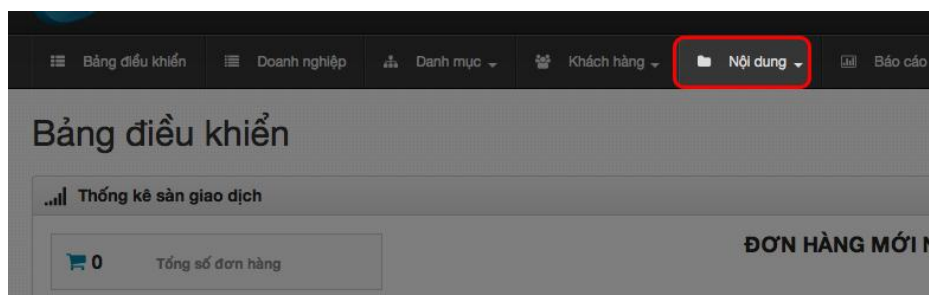 Bảng điều khiển Doanh nghiệp Danh mục Khách hàng Nội dung Báo cáo
Bảng điều khiển
Thống kê sàn giao dịch
ĐƠN HÀNG MỚI
0 Tổng số đơn hàng